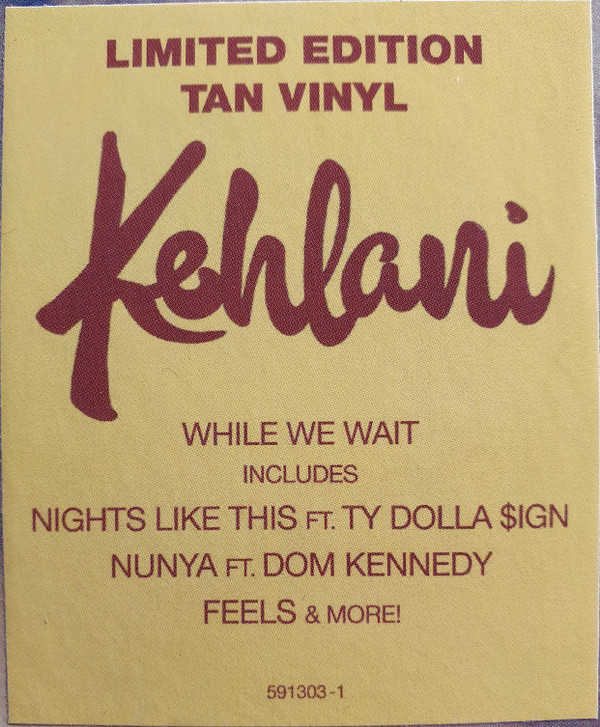 LIMITED EDITION
TAN VINYL
Kehlani
WHILE WE WAIT
INCLUDES
NIGHTS LIKE THIS FT. TY DOLLA $IGN
NUNYA FT. DOM KENNEDY
FEELS & MORE!
591303-1